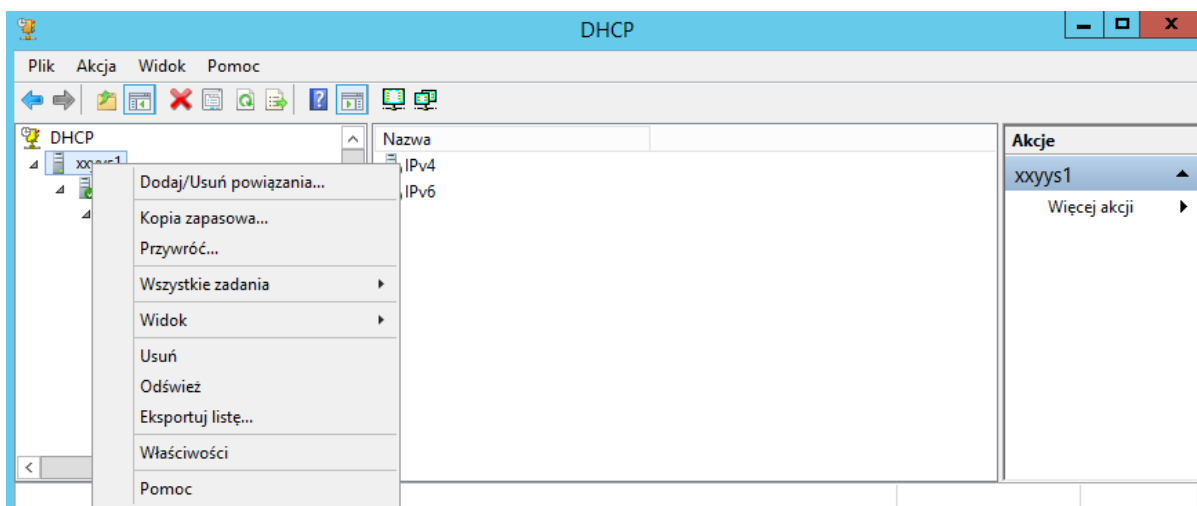 DHCP
Plik Akcja Widok Pomoc
DHCP
xxyys1
Nazwa
IPv4
IPv6
Dodaj/Usuń powiązania...
Kopia zapasowa...
Przywróć...
Wszystkie zadania
Widok
Usuń
Odśwież
Eksportuj listę...
Właściwości
Pomoc
Akcje
xxyys1
Więcej akcji